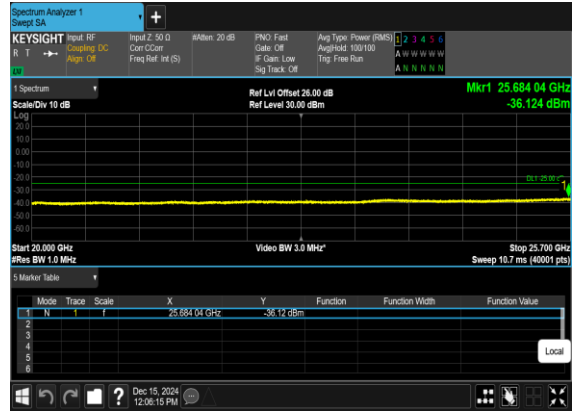 Spectrum Analyzer 1
Swept SA
+
KEYSIGHT Input: RF Input Z: 50 Ω #Atten: 20 dB PNO: Fast Avg Type: Power (RMS) 1 2 3 4 5 6
R T Coupling: DC Corr CCorr Gate: Off Avg|Hold: 100/100 A W W W W W
Align: Off Freq Ref: Int (S) IF Gain: Low Trig: Free Run
Sig Track: Off A N N N N N
1 Spectrum Ref Lvl Offset 26.00 dB Mkr1 25.684 04 GHz
Scale/Div 10 dB Ref Level 30.00 dBm -36.124 dBm
Log
20.0
10.0
0.00
-10.0
-20.0
-30.0
-40.0
-50.0
-60.0
1
Start 20.000 GHz Video BW 3.0 MHz* Stop 25.700 GHz
#Res BW 1.0 MHz Sweep 10.7 ms (40001 pts)
5 Marker Table
Mode Trace Scale X Y Function Function Width Function Value
1 N 1 f 25.684 04 GHz -36.12 dBm
2
3
4
5
6
Local
? Dec 15, 2024
12:06:15 PM